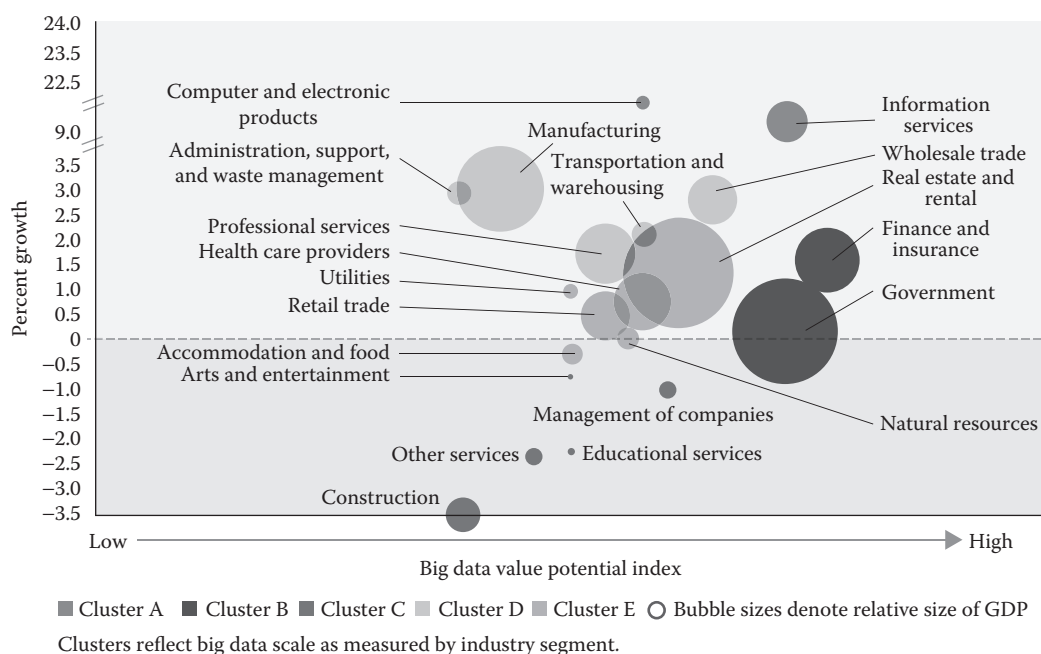 24.0
23.5
22.5
9.0
3.5
3.0
2.5
2.0
1.5
1.0
0.5
0
–0.5
–1.0
–1.5
–2.0
–2.5
–3.0
–3.5
Percent growth
Computer and electronic
products
Administration, support,
and waste management
Manufacturing
Transportation and
warehousing
Information
services
Wholesale trade
Real estate and
rental
Finance and
insurance
Government
Professional services
Health care providers
Utilities
Retail trade
Accommodation and food
Arts and entertainment
Management of companies
Natural resources
Other services
Educational services
Construction
Low
High
Big data value potential index
Cluster A
Cluster B
Cluster C
Cluster D
Cluster E
Bubble sizes denote relative size of GDP
Clusters reflect big data scale as measured by industry segment.